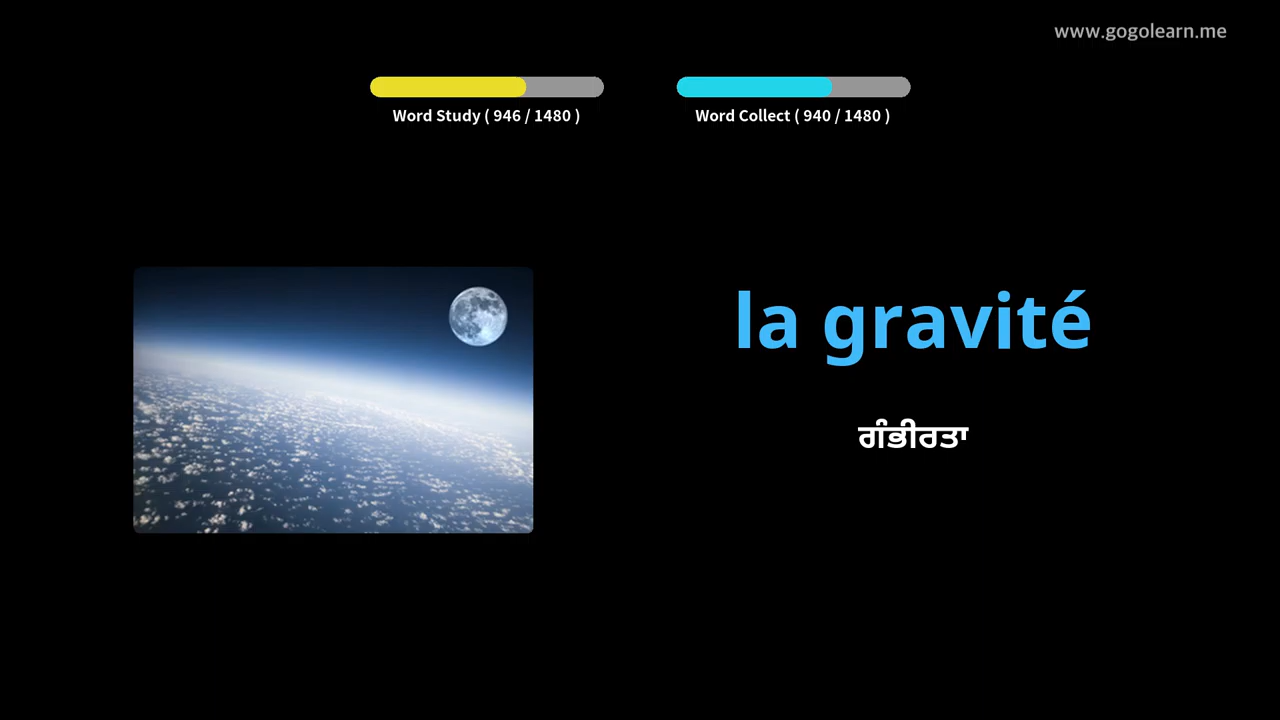 www.gogolearn.me
Word Study ( 946 / 1480 )
Word Collect ( 940 / 1480 )
la gravité
ਗੰਭੀਰਤਾ